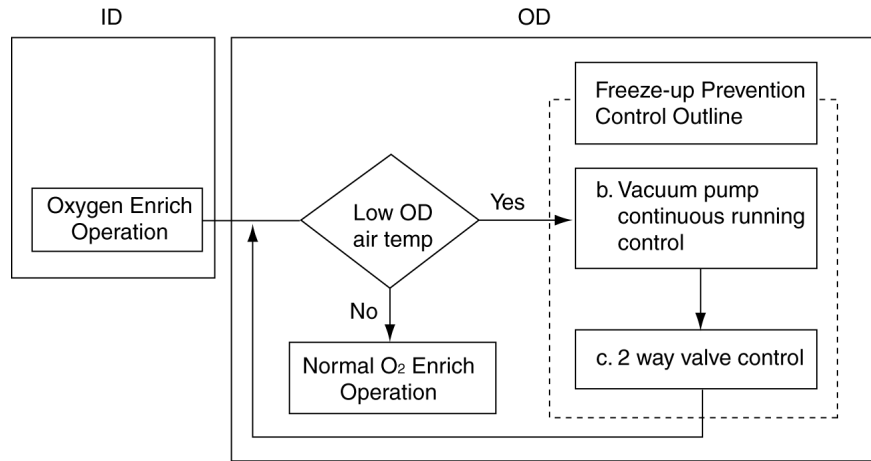 ID
OD
Freeze-up Prevention
Control Outline
Oxygen Enrich
Operation
Low OD
air temp
Yes
b. Vacuum pump
continuous running
control
No
Normal O₂ Enrich
Operation
c. 2 way valve control